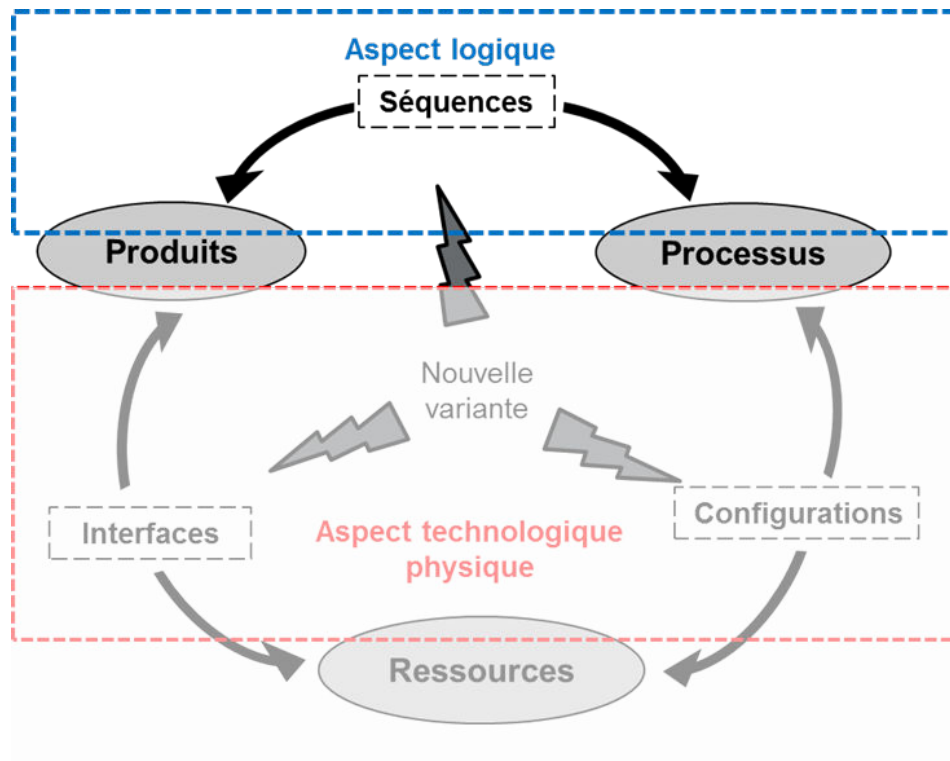 Aspect logique
Séquences
Produits
Processus
Nouvelle
variante
Interfaces
Configurations
Aspect technologique
physique
Ressources